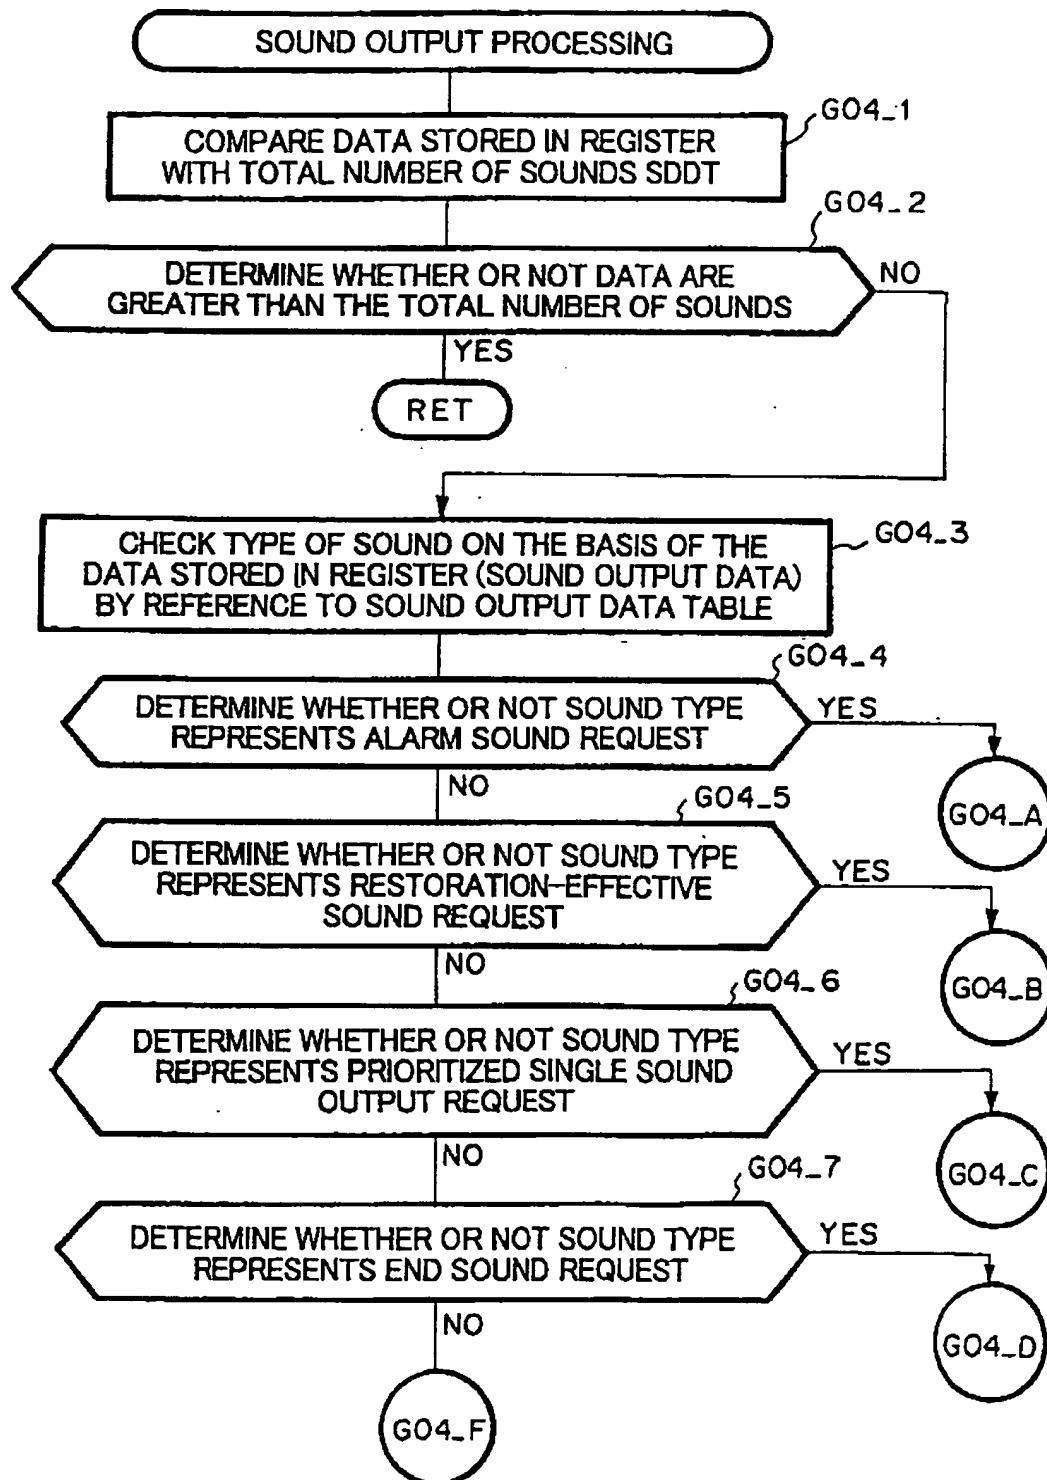 SOUND OUTPUT PROCESSING
G04_1
COMPARE DATA STORED IN REGISTER
WITH TOTAL NUMBER OF SOUNDS SDDT
G04_2
DETERMINE WHETHER OR NOT DATA ARE
GREATER THAN THE TOTAL NUMBER OF SOUNDS
NO
YES
RET
G04_3
CHECK TYPE OF SOUND ON THE BASIS OF THE
DATA STORED IN REGISTER (SOUND OUTPUT DATA)
BY REFERENCE TO SOUND OUTPUT DATA TABLE
G04_4
DETERMINE WHETHER OR NOT SOUND TYPE
REPRESENTS ALARM SOUND REQUEST
YES
G04_A
NO
G04_5
DETERMINE WHETHER OR NOT SOUND TYPE
REPRESENTS RESTORATION-EFFECTIVE
SOUND REQUEST
YES
G04_B
NO
G04_6
DETERMINE WHETHER OR NOT SOUND TYPE
REPRESENTS PRIORITIZED SINGLE SOUND
OUTPUT REQUEST
YES
G04_C
NO
G04_7
DETERMINE WHETHER OR NOT SOUND TYPE
REPRESENTS END SOUND REQUEST
YES
G04_D
NO
G04_F